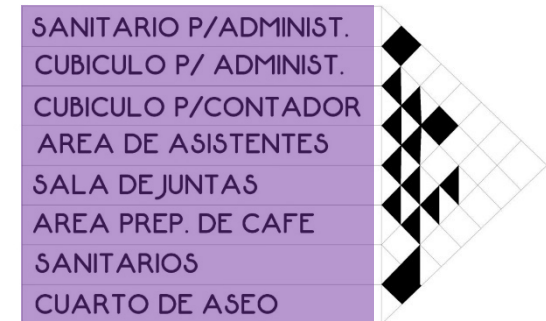 SANITARIO P/ADMINIST.
CUBICULO P/ ADMINIST.
CUBICULO P/CONTADOR
AREA DE ASISTENTES
SALA DE JUNTAS
AREA PREP. DE CAFE
SANITARIOS
CUARTO DE ASEO